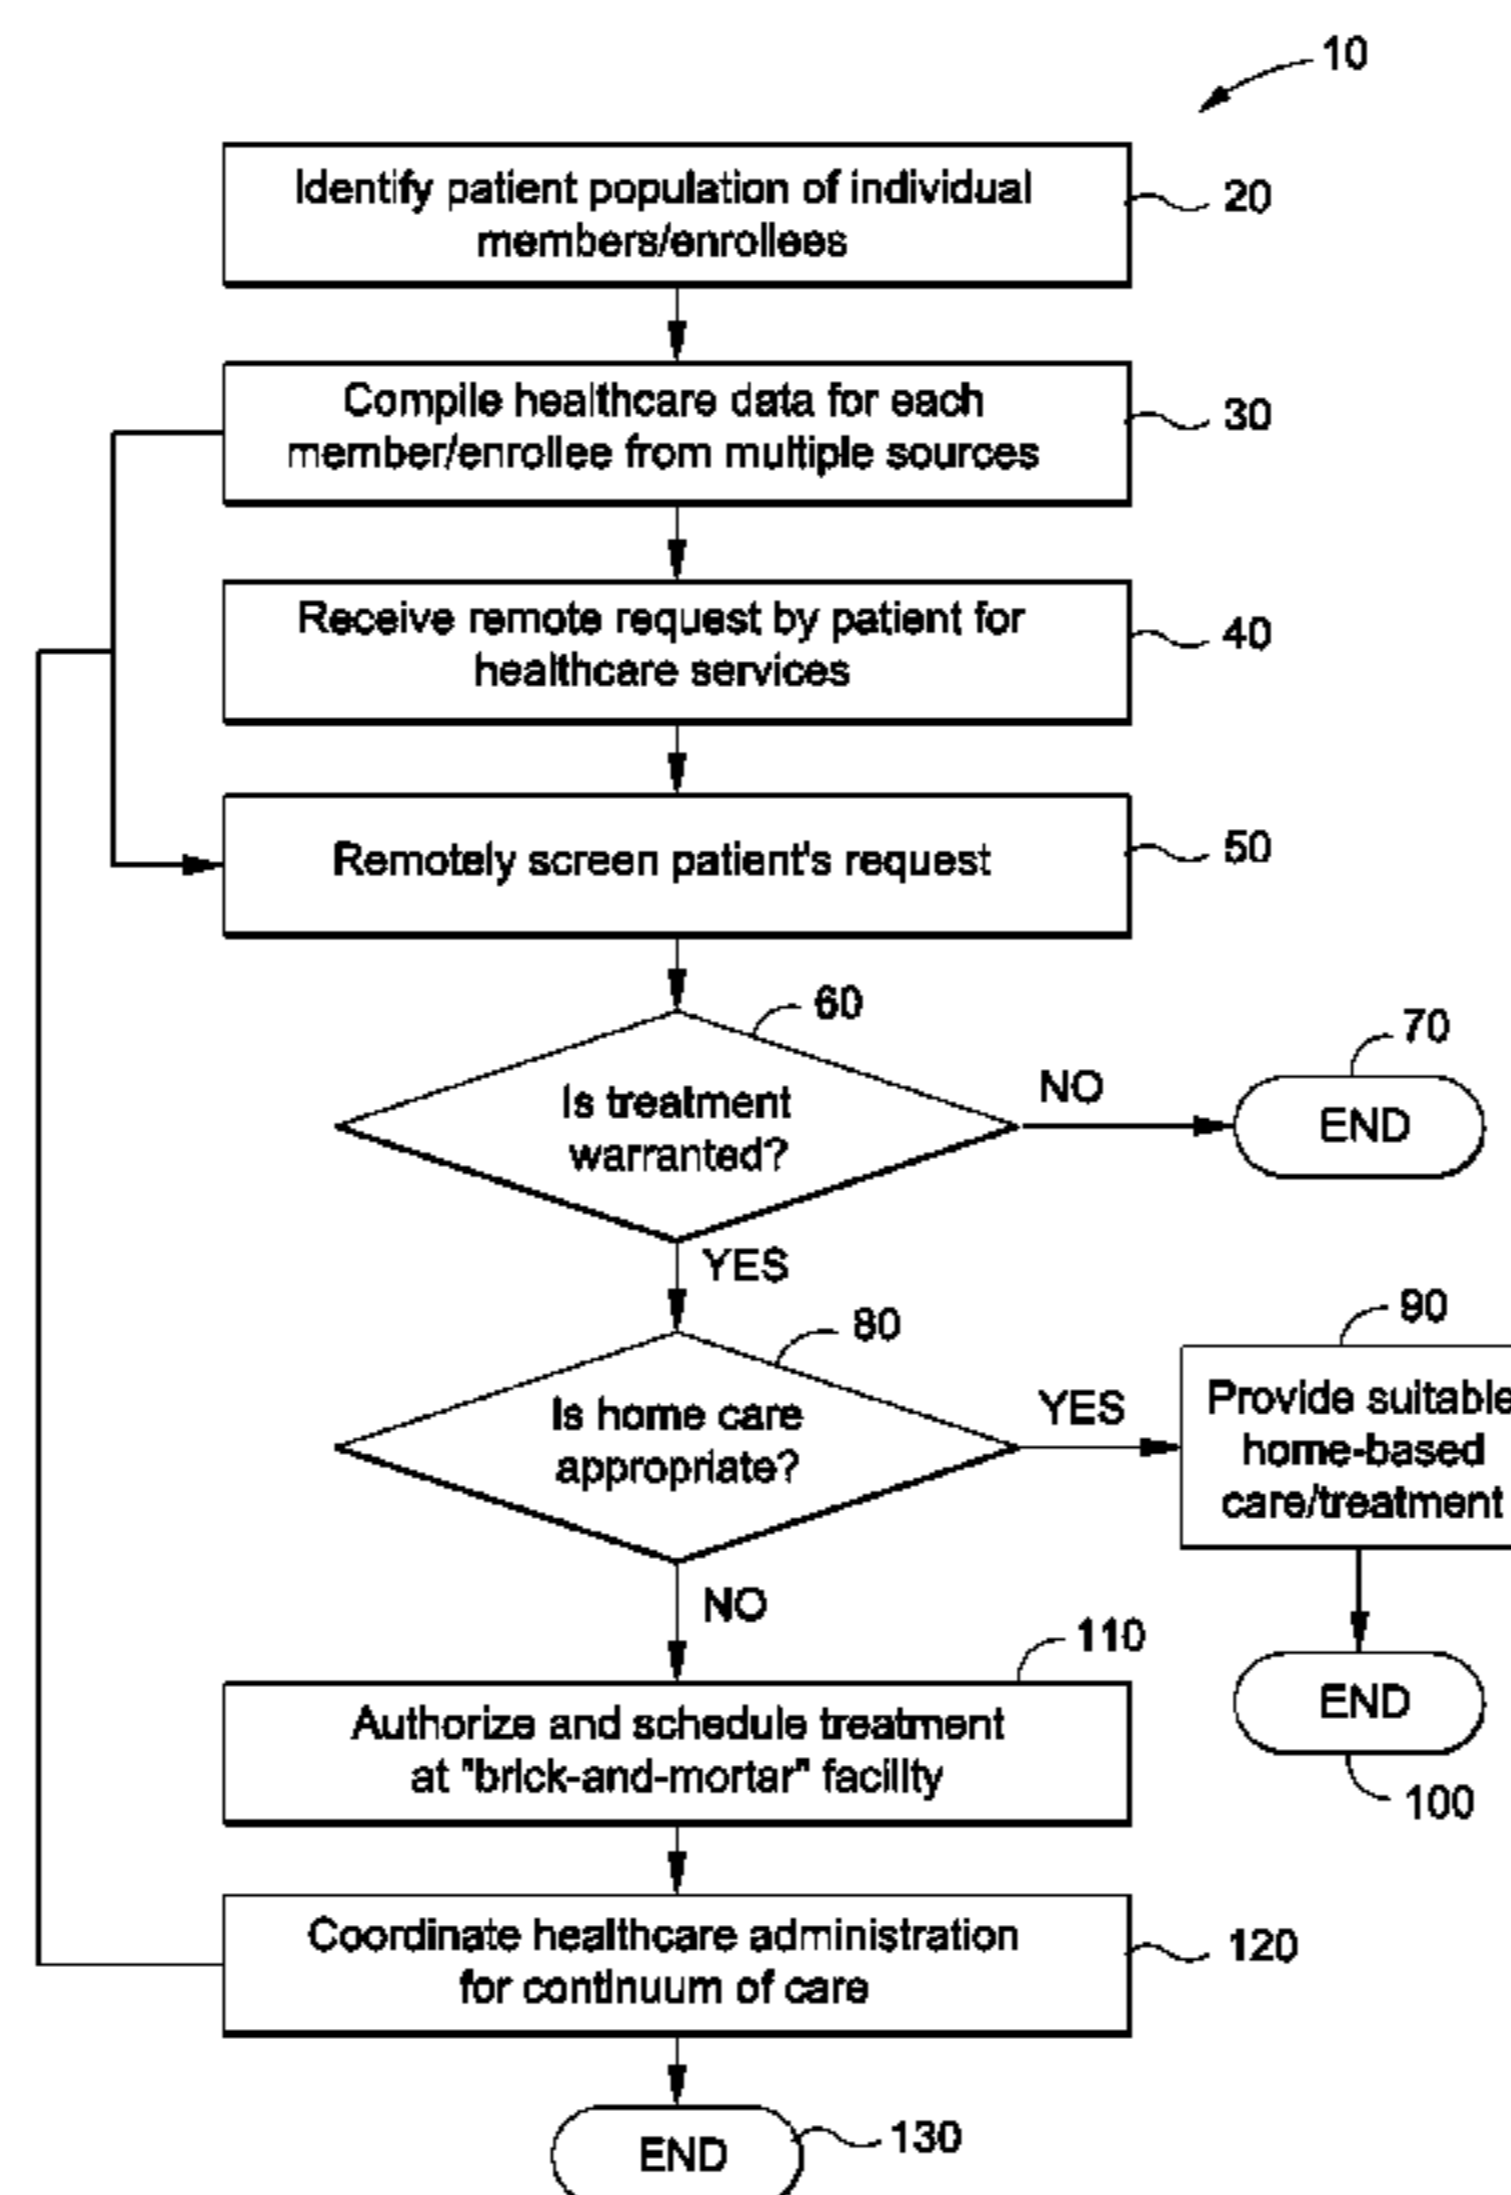 10
Identify patient population of individual
members/enrollees
20
Compile healthcare data for each
member/enrollee from multiple sources
30
Receive remote request by patient for
healthcare services
40
Remotely screen patient's request
50
60
Is treatment
warranted?
NO
70
END
YES
80
Is home care
appropriate?
YES
90
Provide suitable
home-based
care/treatment
END
100
NO
110
Authorize and schedule treatment
at "brick-and-mortar" facility
Coordinate healthcare administration
for continuum of care
120
END
130